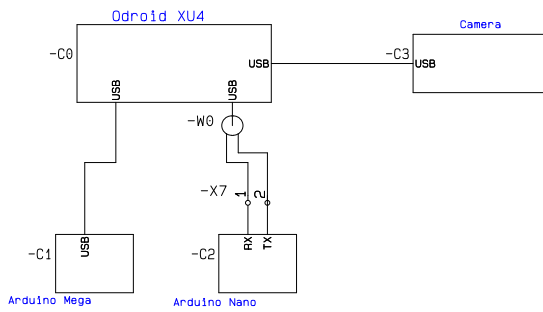 Odroid XU4
Camera
-C0
-C3
USB
USB
USB
USB
-W0
-X7
1
2
-C1
USB
-C2
RX
TX
Arduino Mega
Arduino Nano